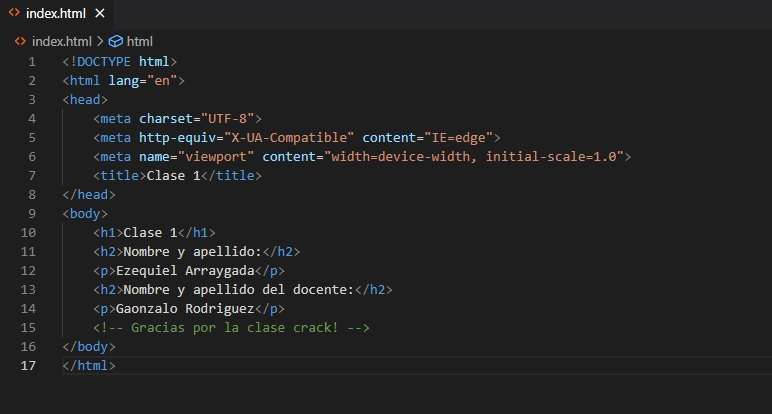 index.html
index.html > html
1 <!DOCTYPE html>
2 <html lang="en">
3 <head>
4     <meta charset="UTF-8">
5     <meta http-equiv="X-UA-Compatible" content="IE=edge">
6     <meta name="viewport" content="width=device-width, initial-scale=1.0">
7     <title>Clase 1</title>
8 </head>
9 <body>
10     <h1>Clase 1</h1>
11     <h2>Nombre y apellido:</h2>
12     <p>Ezequiel Arraygada</p>
13     <h2>Nombre y apellido del docente:</h2>
14     <p>Gaonzalo Rodriguez</p>
15     <!-- Gracias por la clase crack! -->
16 </body>
17 </html>